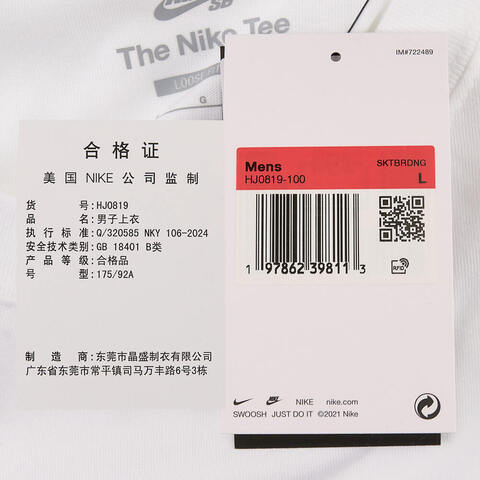 SB
The Nike Tee
LOOSE
G
IM#722489
合格证
美国 NIKE 公司监制
货 号:HJ0819
品 名:男子上衣
执行标准:Q/320585 NKY 106-2024
安全技术类别:GB 18401 B类
产品等级:合格品
号 型:175/92A
制造商:东莞市晶盛制衣有限公司
广东省东莞市常平镇司马万丰路6号3栋
Mens SKTBRDNG
HJ0819-100 L
1 97862 39811 3
RFID
NIKE nike.com
SWOOSH JUST DO IT ©2021 Nike